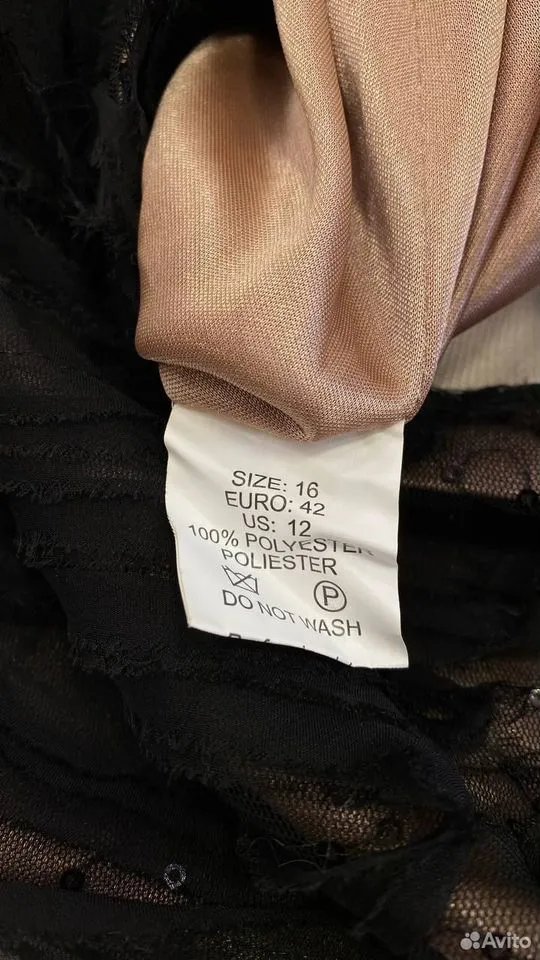 SIZE: 16
EURO: 42
US: 12
100% POLYESTER
POLIESTER
P
DO NOT WASH
Avito